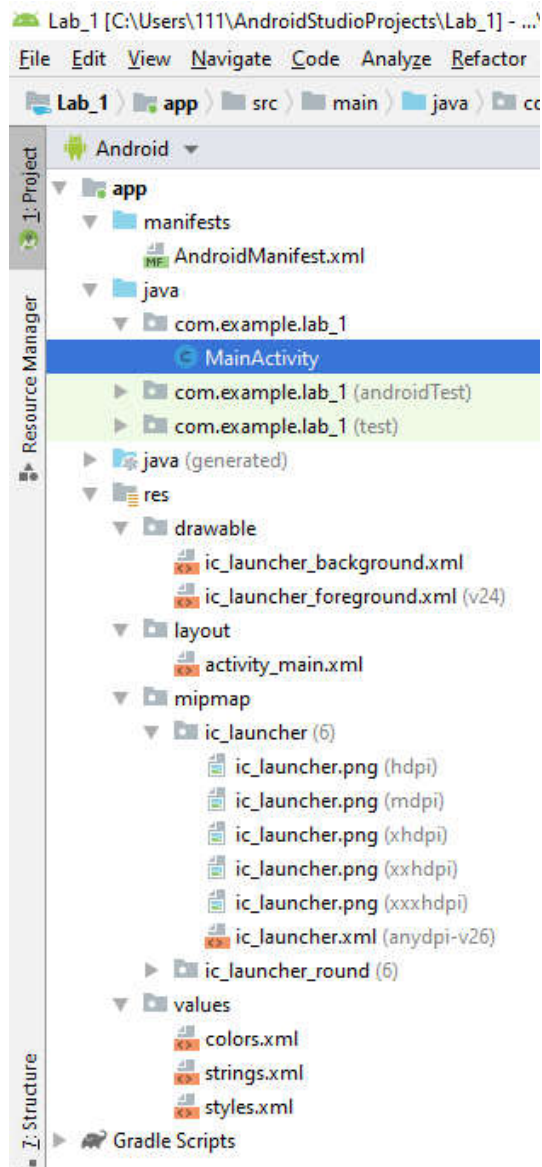 Lab_1 [C:\Users\111\AndroidStudioProjects\Lab_1] - ...\
File Edit View Navigate Code Analyze Refactor
Lab_1 app src main java co
1: Project
Resource Manager
7: Structure
Android
app
manifests
MF AndroidManifest.xml
java
com.example.lab_1
C MainActivity
com.example.lab_1 (androidTest)
com.example.lab_1 (test)
java (generated)
res
drawable
ic_launcher_background.xml
ic_launcher_foreground.xml (v24)
layout
activity_main.xml
mipmap
ic_launcher (6)
ic_launcher.png (hdpi)
ic_launcher.png (mdpi)
ic_launcher.png (xhdpi)
ic_launcher.png (xxhdpi)
ic_launcher.png (xxxhdpi)
ic_launcher.xml (anydpi-v26)
ic_launcher_round (6)
values
colors.xml
strings.xml
styles.xml
Gradle Scripts